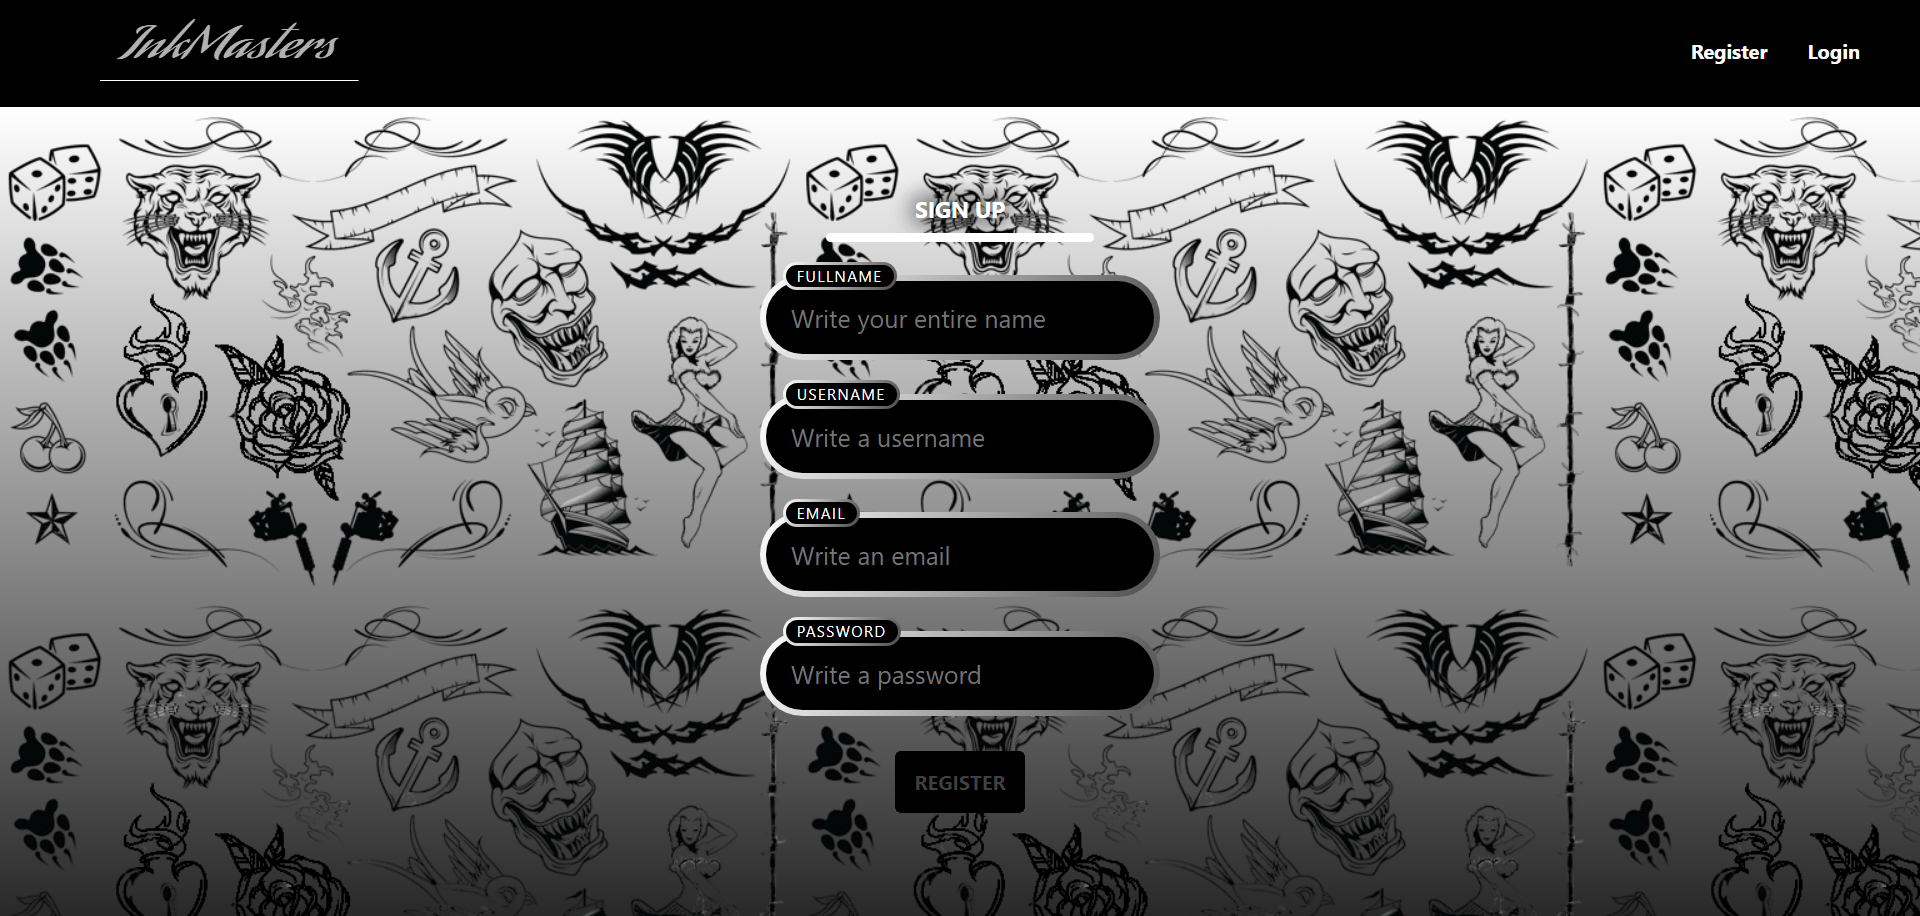 InkMasters
Register
Login
SIGN UP
FULLNAME
Write your entire name
USERNAME
Write a username
EMAIL
Write an email
PASSWORD
Write a password
REGISTER